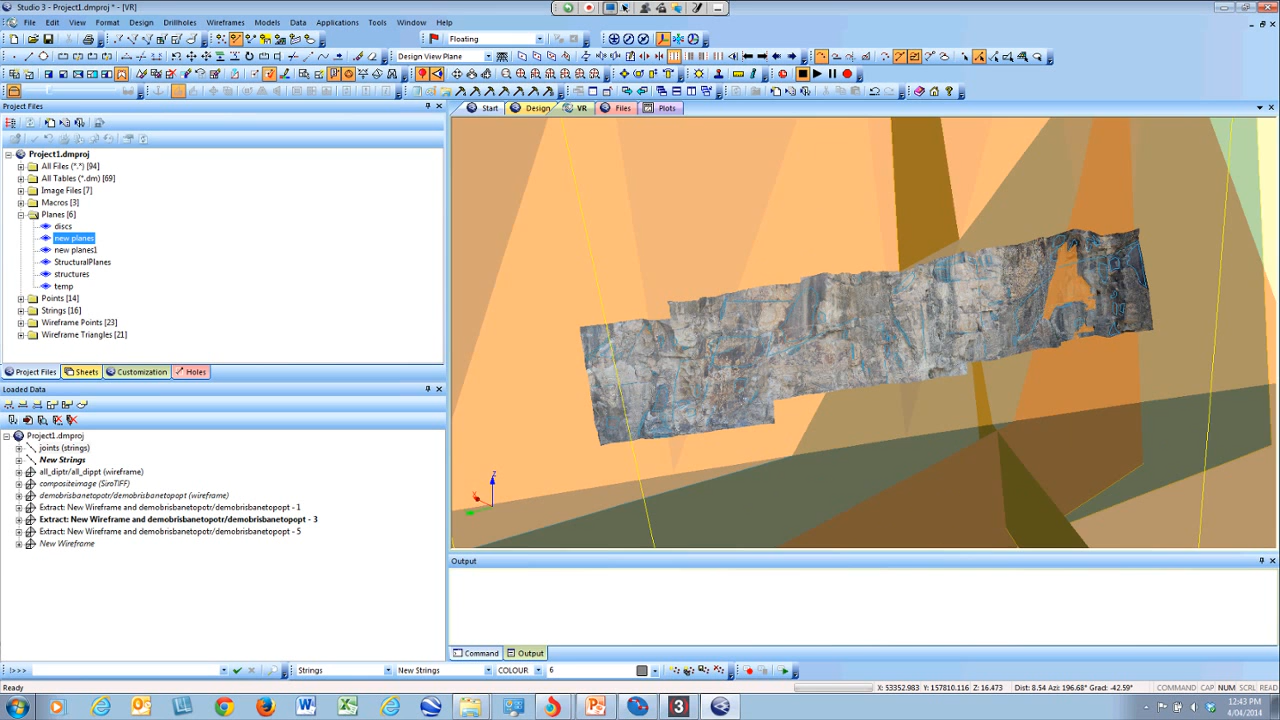 Studio 3 - Project1.dmproj * - [VR]
File Edit View Format Design Drillholes Wireframes Models Data Applications Tools Window Help
Floating
Design View Plane
Project Files
Start Design VR Files Plots
Project1.dmproj
All Files (*.*) [94]
All Tables (*.dm) [69]
Image Files [7]
Macros [3]
Planes [6]
discs
new planes
new planes1
StructuralPlanes
structures
temp
Points [14]
Strings [16]
Wireframe Points [23]
Wireframe Triangles [21]
Project Files Sheets Customization Holes
Loaded Data
Project1.dmproj
joints (strings)
New Strings
all_diptr/all_dippt (wireframe)
compositeimage (SiroTIFF)
demobrisbanetopotr/demobrisbanetopopt (wireframe)
Extract: New Wireframe and demobrisbanetopotr/demobrisbanetopopt - 1
Extract: New Wireframe and demobrisbanetopotr/demobrisbanetopopt - 3
Extract: New Wireframe and demobrisbanetopotr/demobrisbanetopopt - 5
New Wireframe
Z
X
Output
Command Output
!>>> Strings New Strings COLOUR 6
Ready X: 53352.983 Y: 157810.116 Z: 16.473 Dist: 8.54 Azi: 196.68° Grad: -42.59° COMMAND CAP NUM SCRL READ
12:43 PM
4/04/2014